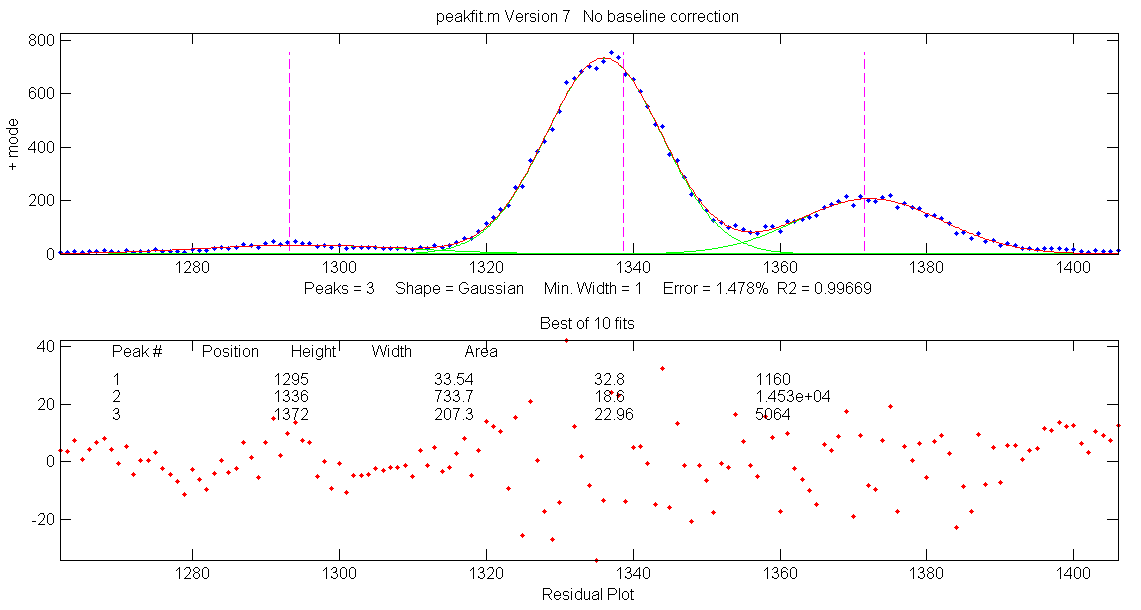 peakfit.m Version 7   No baseline correction
800
600
400
200
0
+ mode
1280 1300 1320 1340 1360 1380 1400
Peaks = 3     Shape = Gaussian     Min. Width = 1     Error = 1.478%  R2 = 0.99669
Best of 10 fits
40
20
0
-20
Peak # Position Height Width Area
1 1295 33.54 32.8 1160
2 1336 733.7 18.6 1.453e+04
3 1372 207.3 22.96 5064
1280 1300 1320 1340 1360 1380 1400
Residual Plot